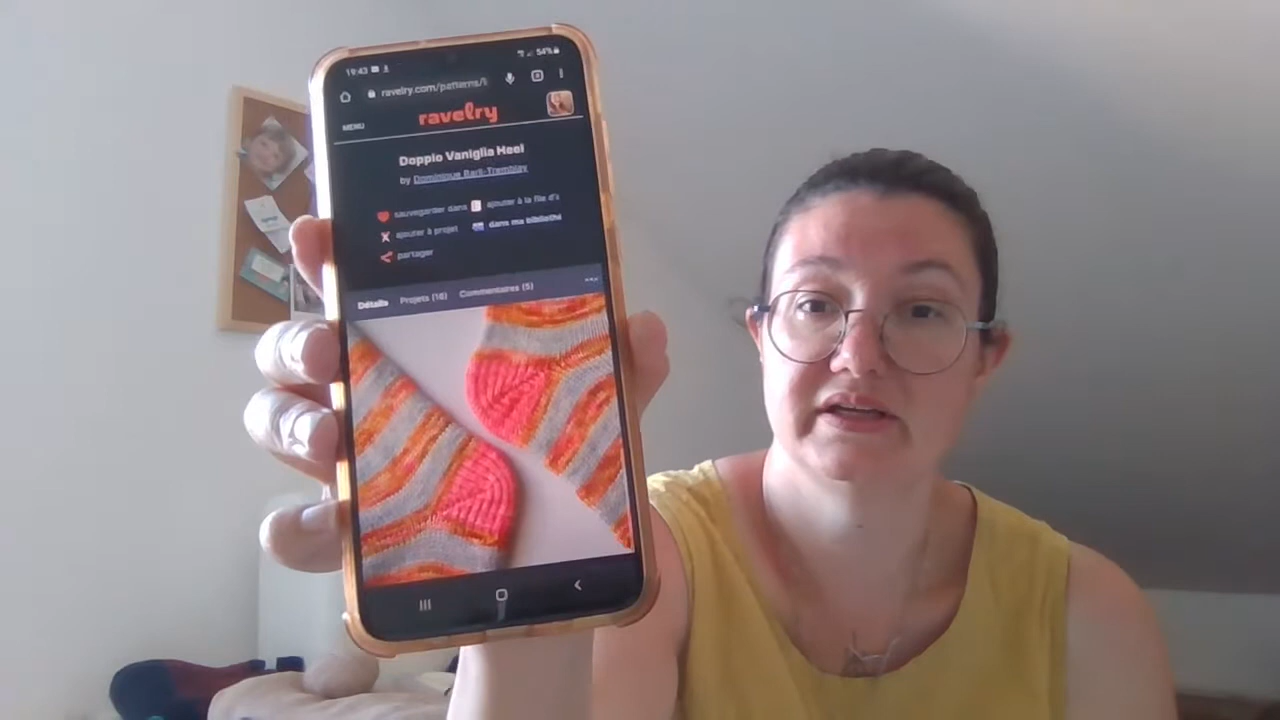 19:43
54%
ravelry.com/patterns/l
MENU
ravelry
Doppio Vaniglia Heel
by Dominique Baril-Tremblay
sauvegarder dans
ajouter à la file d'a
ajouter à projet
dans ma bibliothè
partager
Détails Projets (16) Commentaires (5)